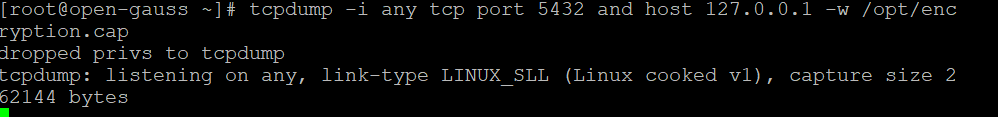 [root@open-gauss ~]# tcpdump -i any tcp port 5432 and host 127.0.0.1 -w /opt/enc
ryption.cap
dropped privs to tcpdump
tcpdump: listening on any, link-type LINUX_SLL (Linux cooked v1), capture size 2
62144 bytes